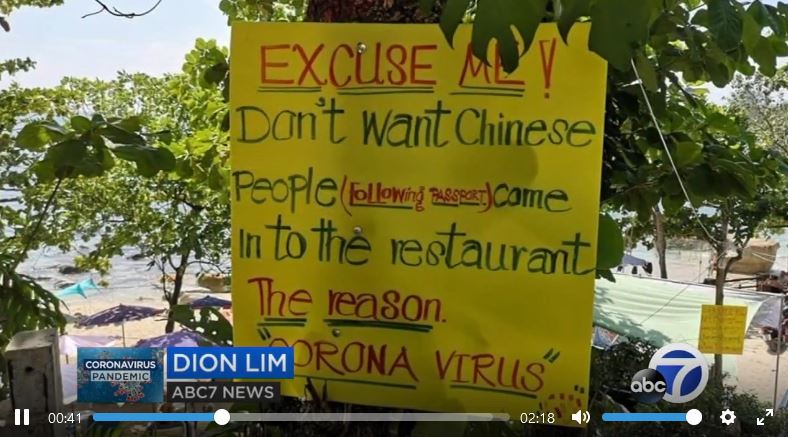 EXCUSE ME!
Don't want Chinese
People (Following PASSPORT) come
In to the restaurant
The reason.
"CORONA VIRUS"
CORONAVIRUS
PANDEMIC
DION LIM
ABC7 NEWS
abc 7
00:41
02:18